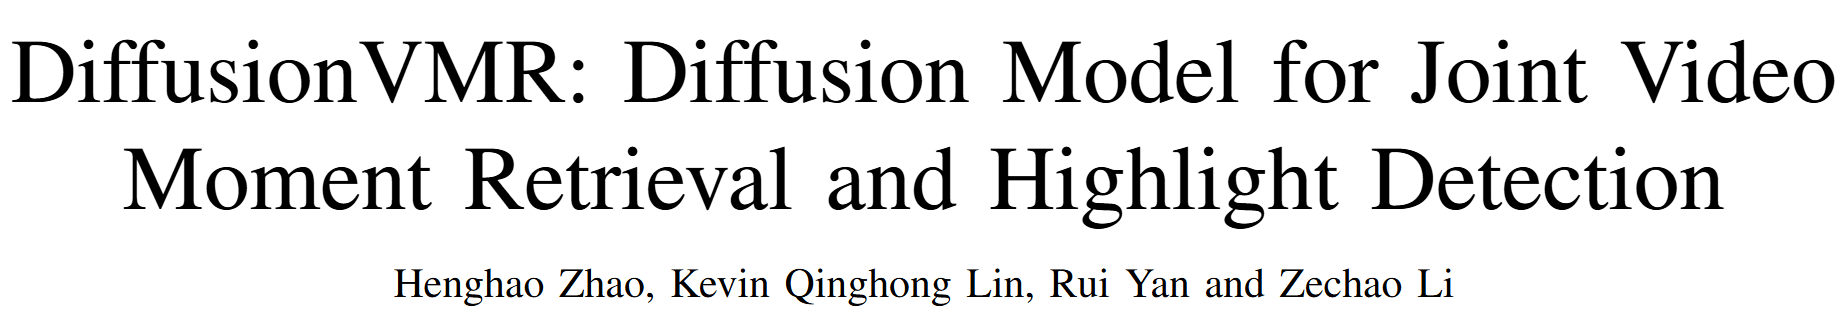 DiffusionVMR: Diffusion Model for Joint Video
Moment Retrieval and Highlight Detection
Henghao Zhao, Kevin Qinghong Lin, Rui Yan and Zechao Li